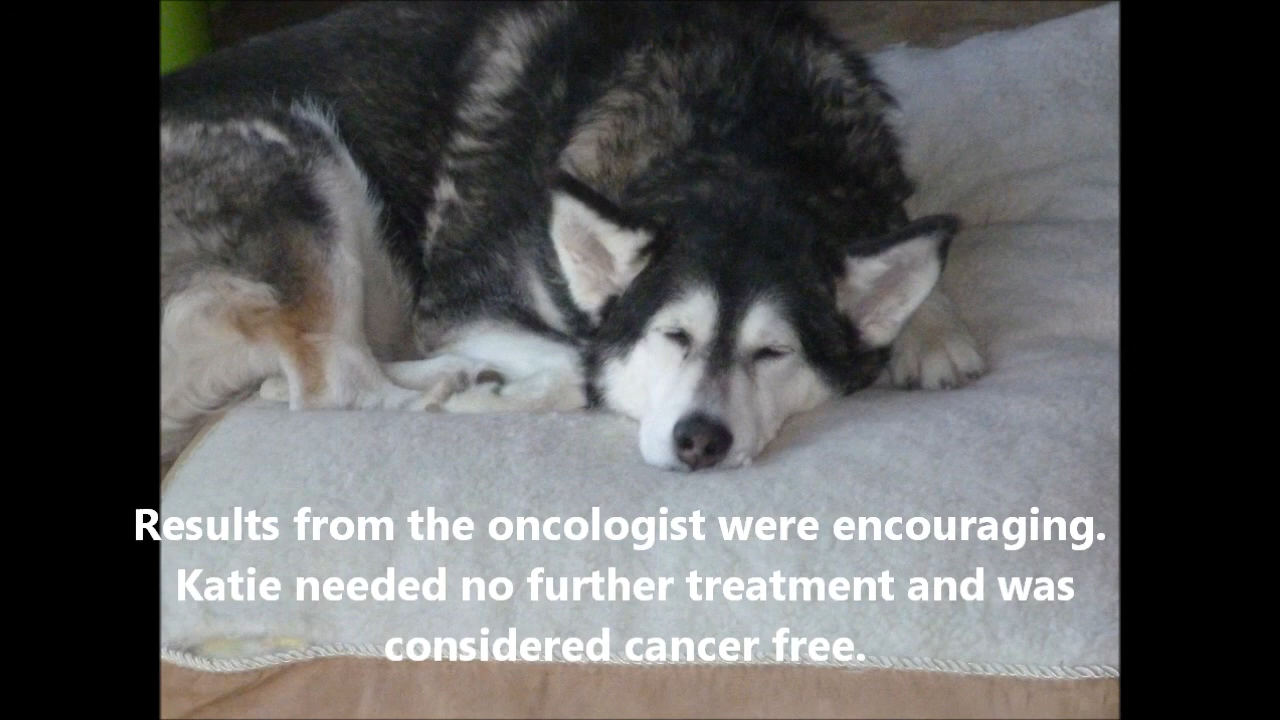 Results from the oncologist were encouraging.
Katie needed no further treatment and was
considered cancer free.